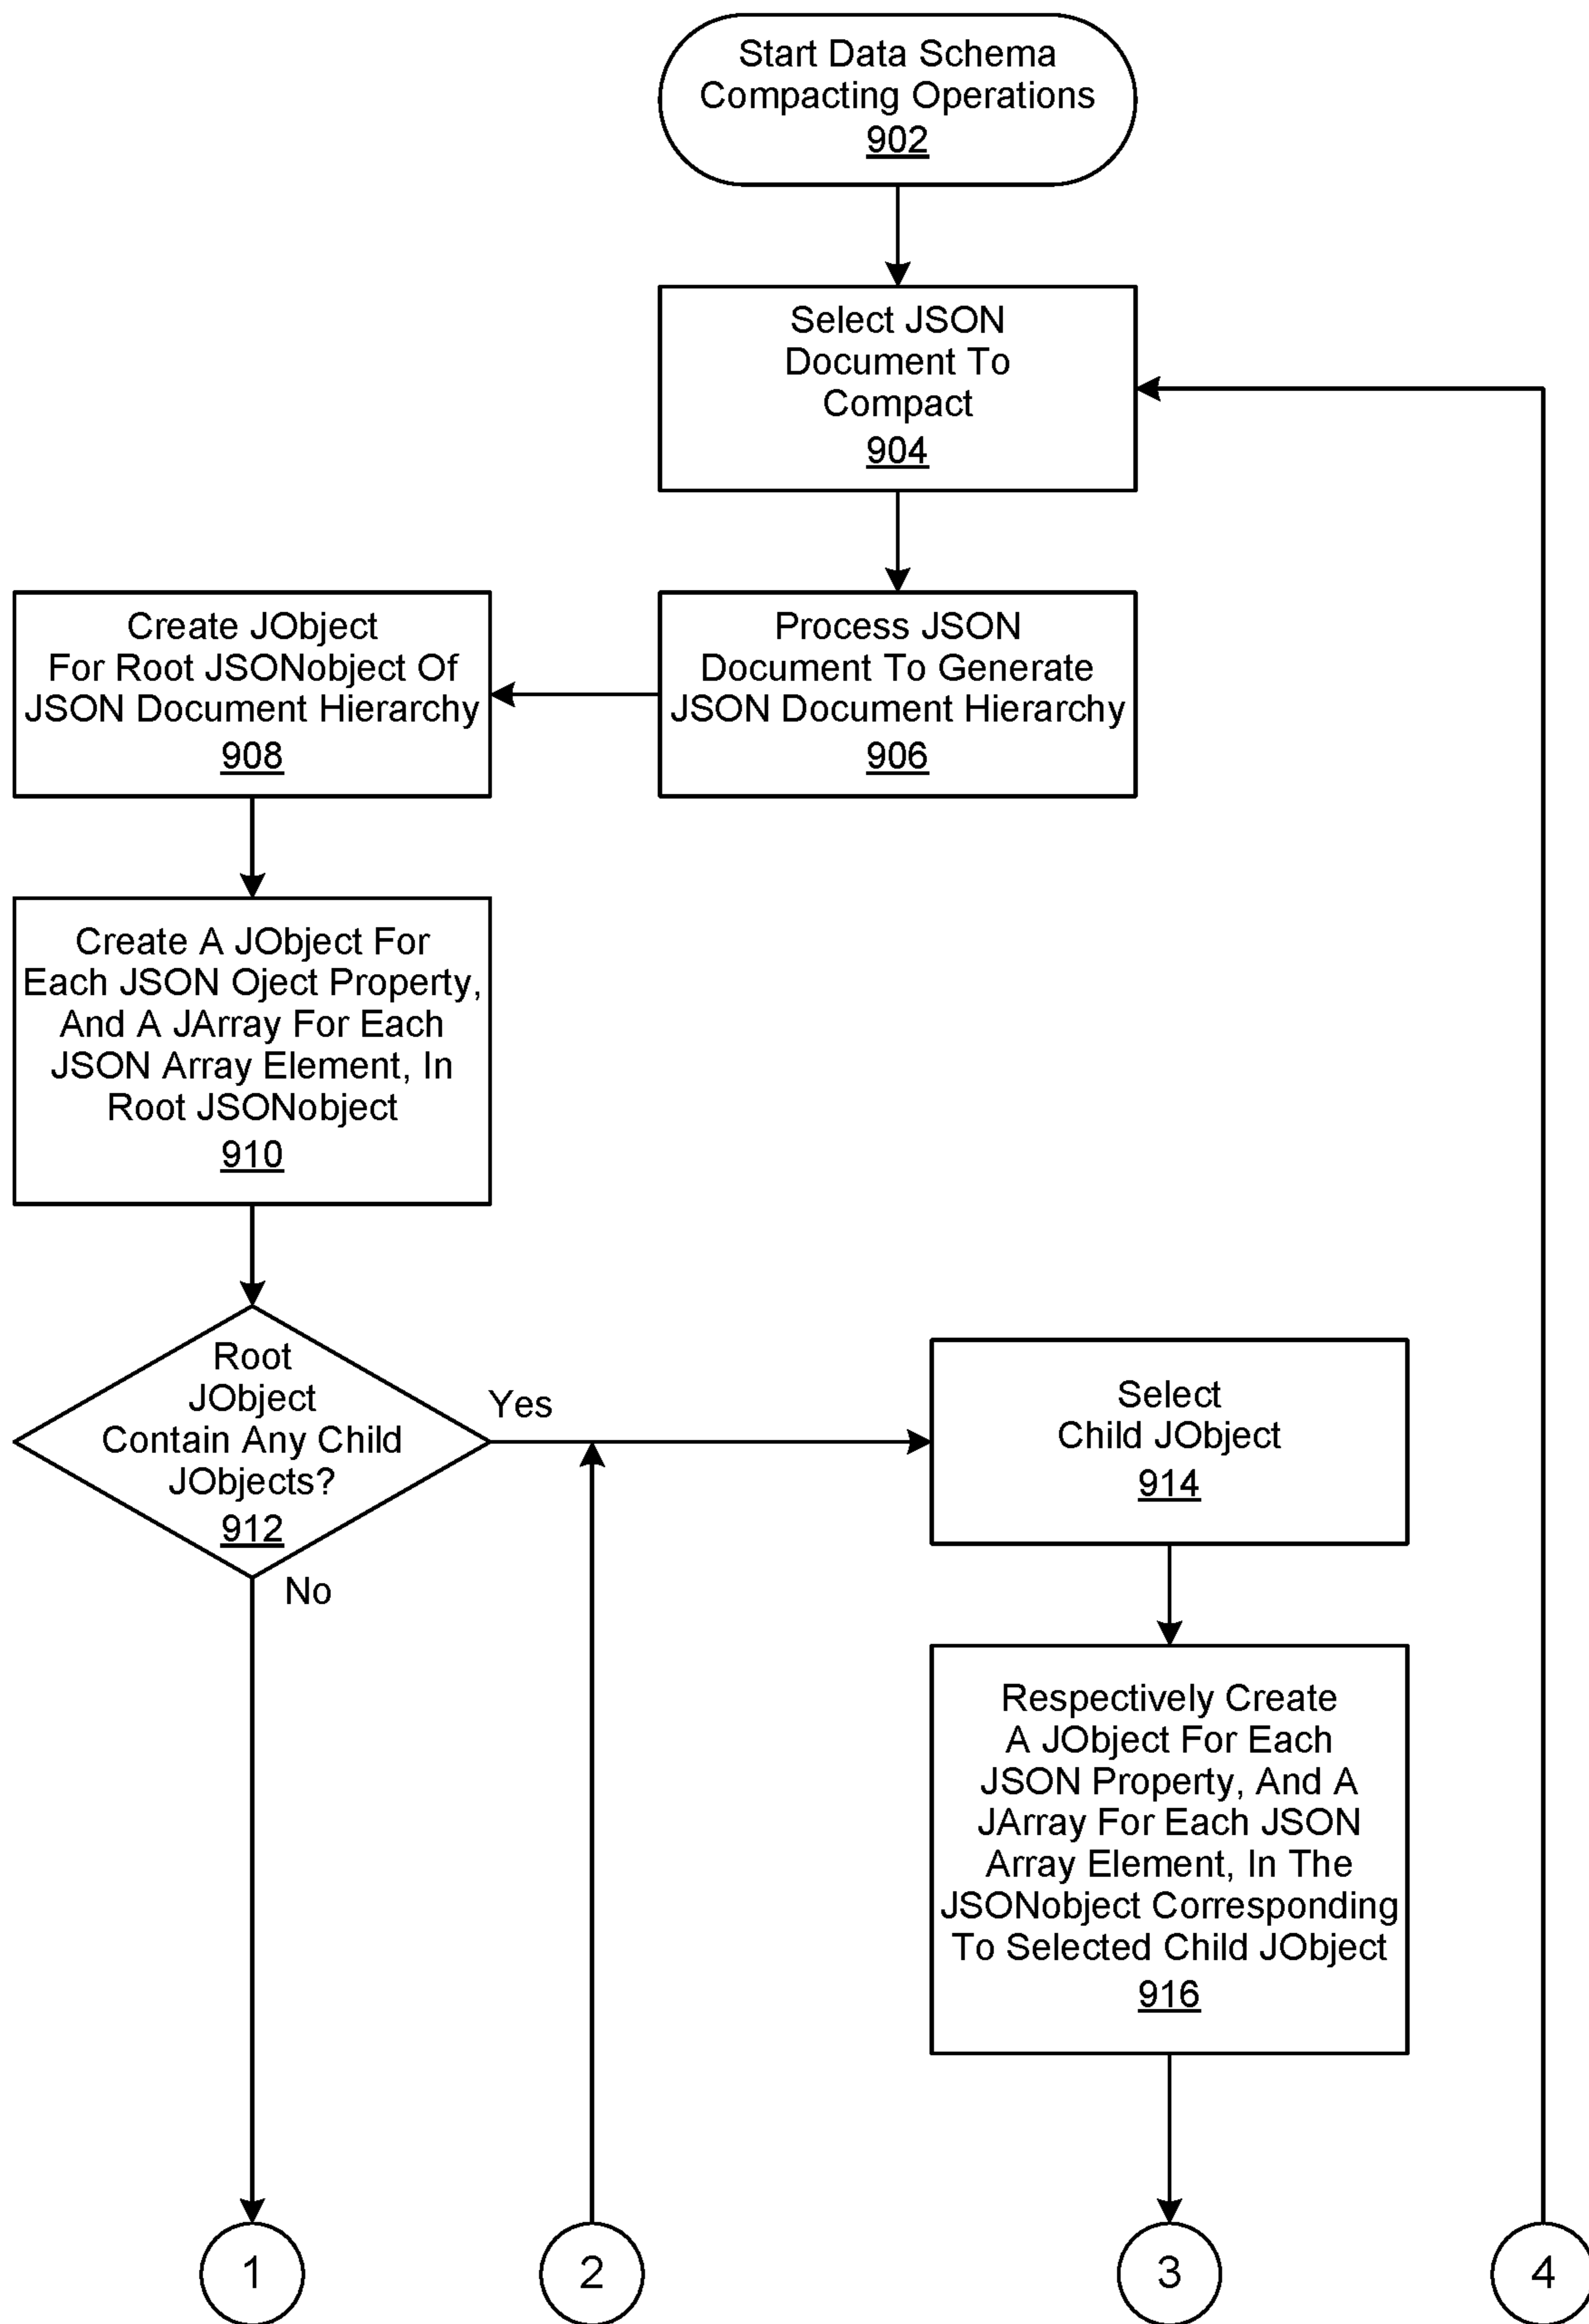 Start Data Schema
Compacting Operations
902
Select JSON
Document To
Compact
904
Process JSON
Document To Generate
JSON Document Hierarchy
906
Create JObject
For Root JSONobject Of
JSON Document Hierarchy
908
Create A JObject For
Each JSON Oject Property,
And A JArray For Each
JSON Array Element, In
Root JSONobject
910
Root
JObject
Contain Any Child
JObjects?
912
Yes
No
Select
Child JObject
914
Respectively Create
A JObject For Each
JSON Property, And A
JArray For Each JSON
Array Element, In The
JSONobject Corresponding
To Selected Child JObject
916
1
2
3
4